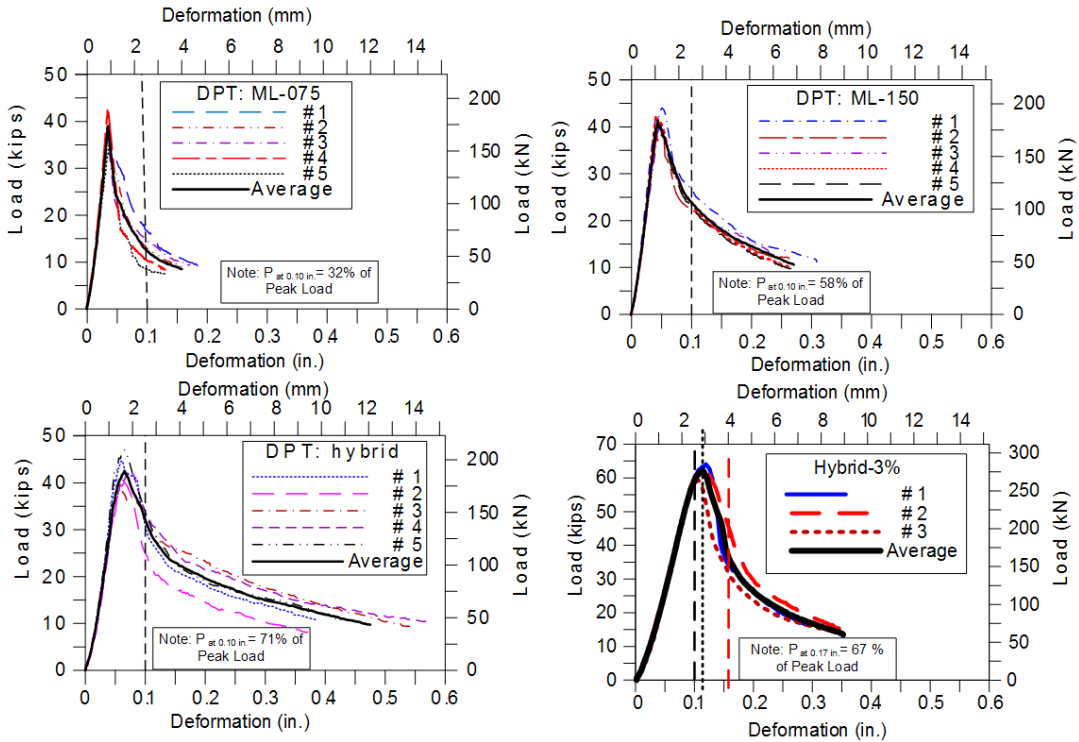 Deformation (mm)
0 2 4 6 8 10 12 14
50
40
30
20
10
0
Load (kips)
DPT: ML-075
#1
#2
#3
#4
#5
Average
Note: P at 0.10 in. = 32% of
Peak Load
200
150
100
50
0
Load (kN)
0 0.1 0.2 0.3 0.4 0.5 0.6
Deformation (in.)
Deformation (mm)
0 2 4 6 8 10 12 14
50
40
30
20
10
0
Load (kips)
DPT: ML-150
#1
#2
#3
#4
#5
Average
Note: P at 0.10 in. = 58% of
Peak Load
200
150
100
50
0
Load (kN)
0 0.1 0.2 0.3 0.4 0.5 0.6
Deformation (in.)
Deformation (mm)
0 2 4 6 8 10 12 14
50
40
30
20
10
0
Load (kips)
DPT: hybrid
#1
#2
#3
#4
#5
Average
Note: P at 0.10 in. = 71% of
Peak Load
200
150
100
50
0
Load (kN)
0 0.1 0.2 0.3 0.4 0.5 0.6
Deformation (in.)
Deformation (mm)
0 2 4 6 8 10 12 14
70
60
50
40
30
20
10
0
Load (kips)
Hybrid-3%
#1
#2
#3
Average
Note: P at 0.17 in. = 67 %
of Peak Load
300
250
200
150
100
50
0
Load (kN)
0 0.1 0.2 0.3 0.4 0.5 0.6
Deformation (in.)